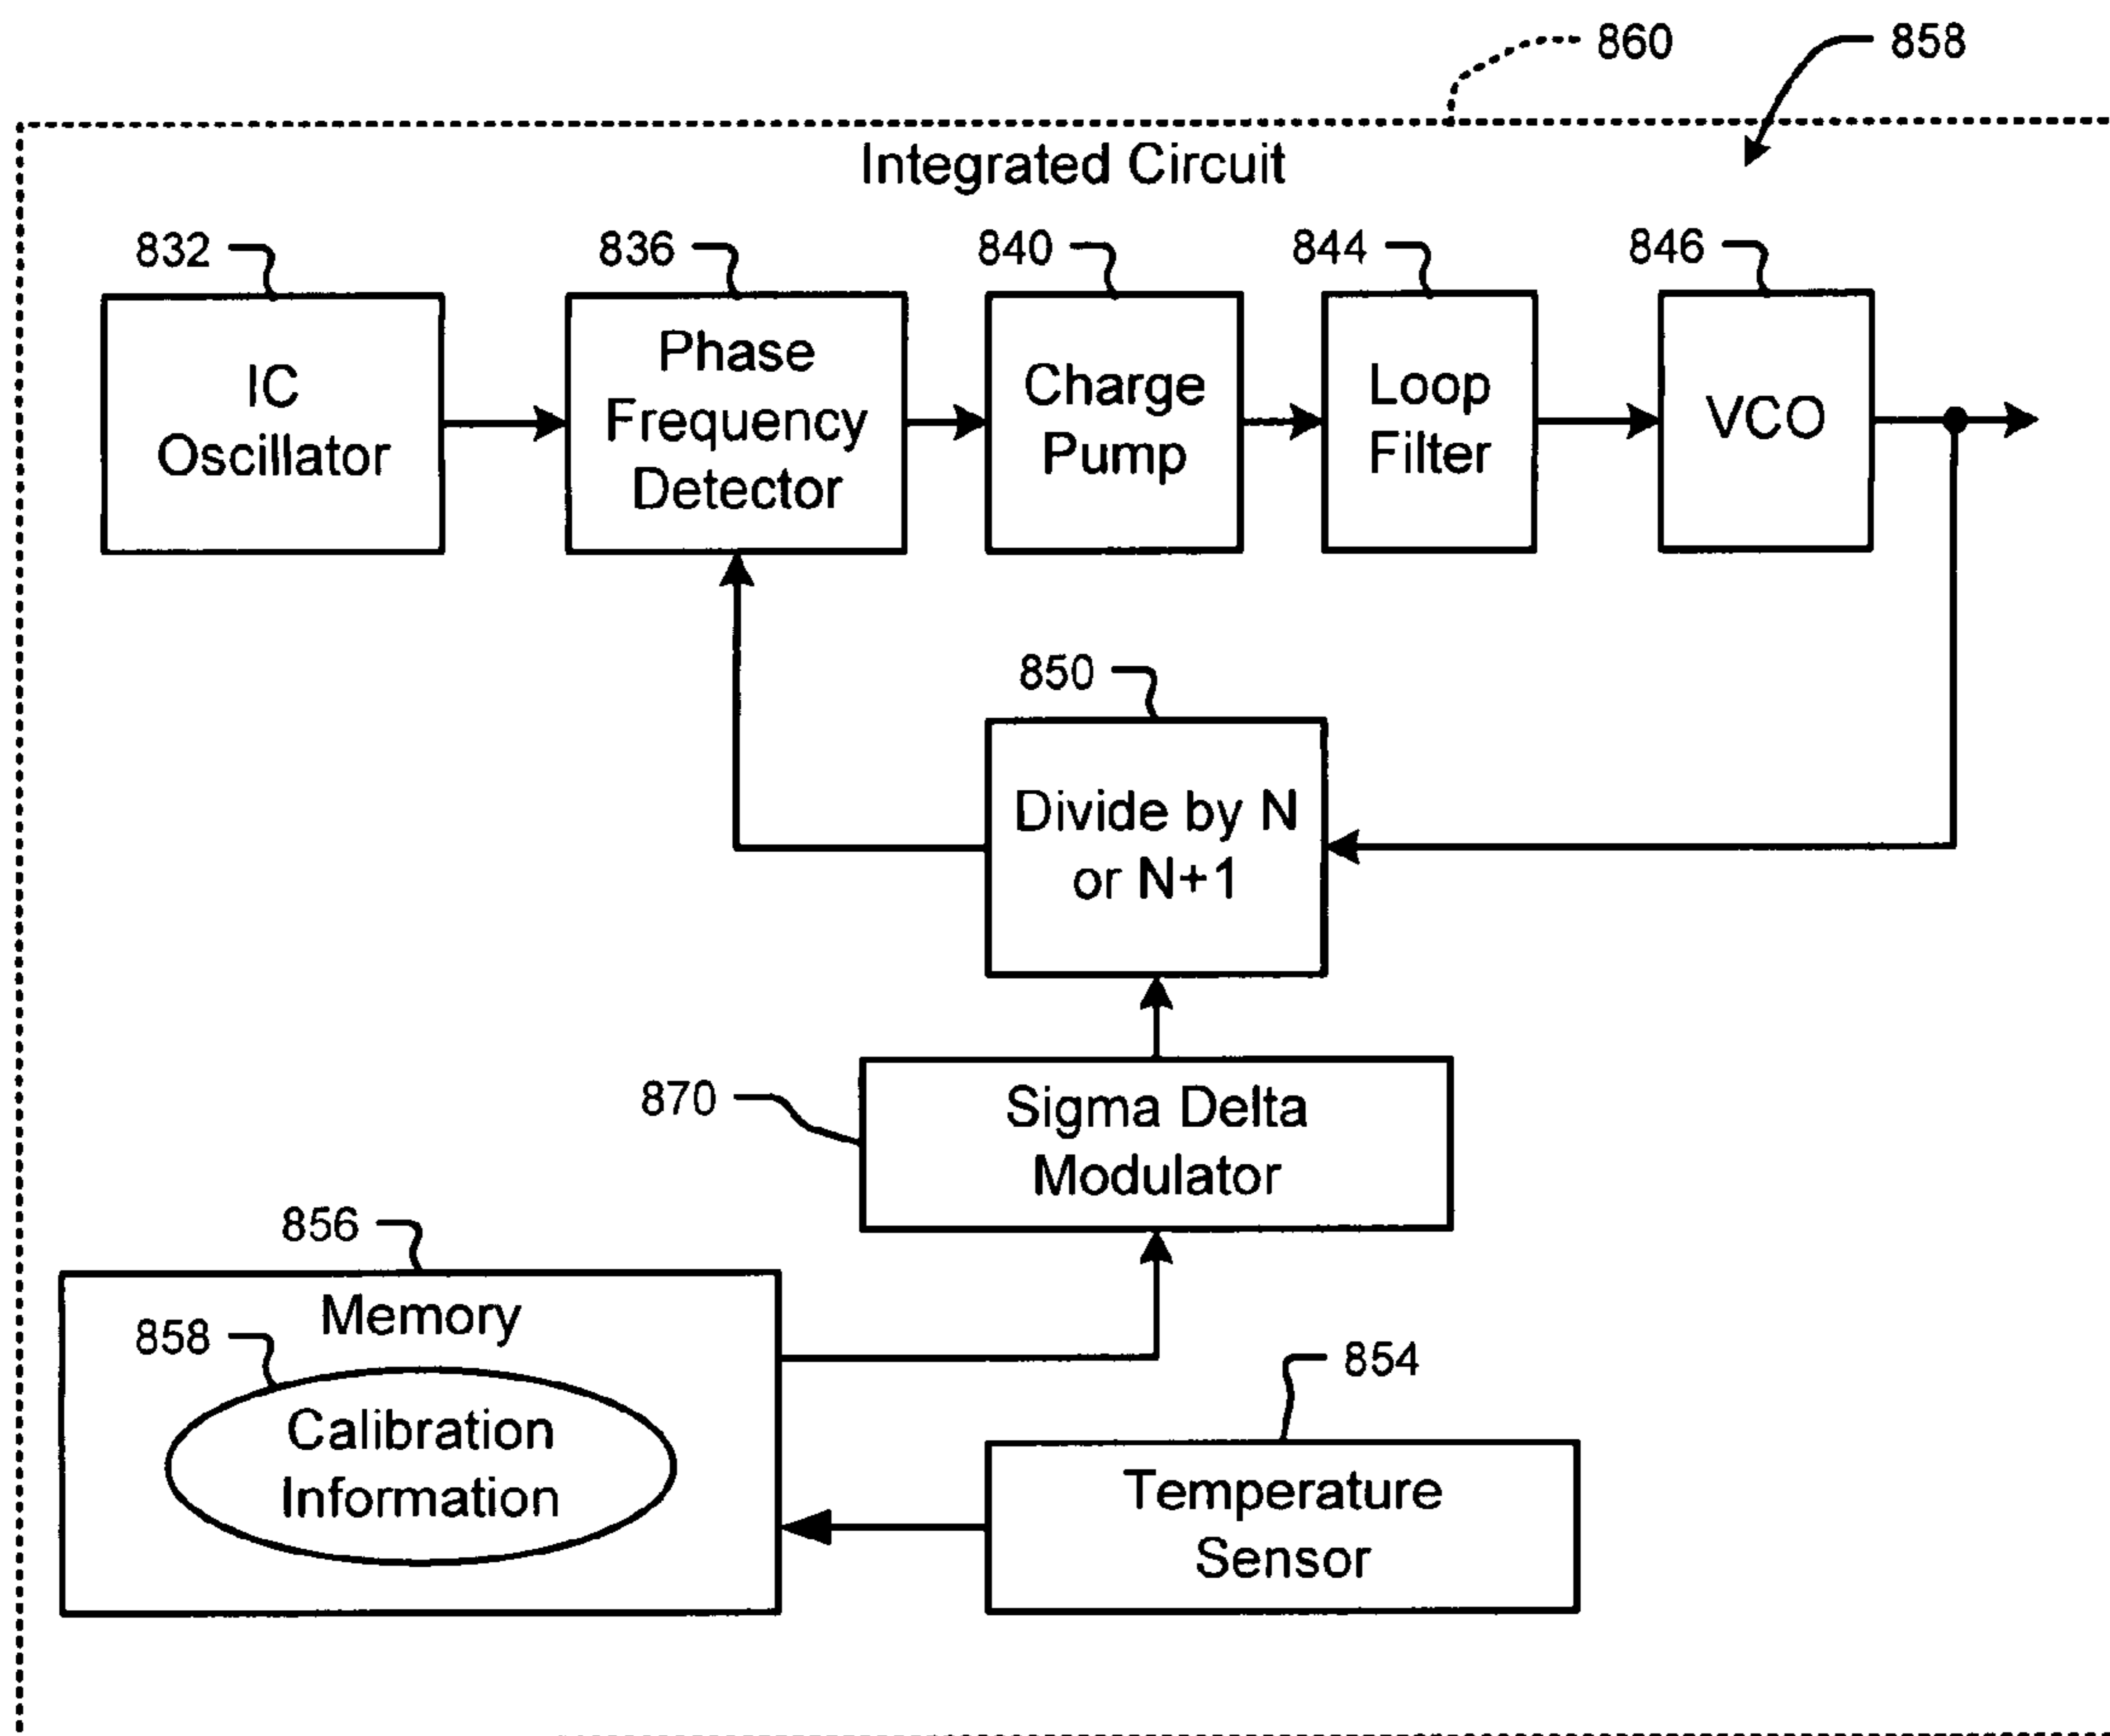 860
858
Integrated Circuit
832
836
840
844
846
IC
Oscillator
Phase
Frequency
Detector
Charge
Pump
Loop
Filter
VCO
850
Divide by N
or N+1
870
Sigma Delta
Modulator
856
Memory
858
Calibration
Information
854
Temperature
Sensor